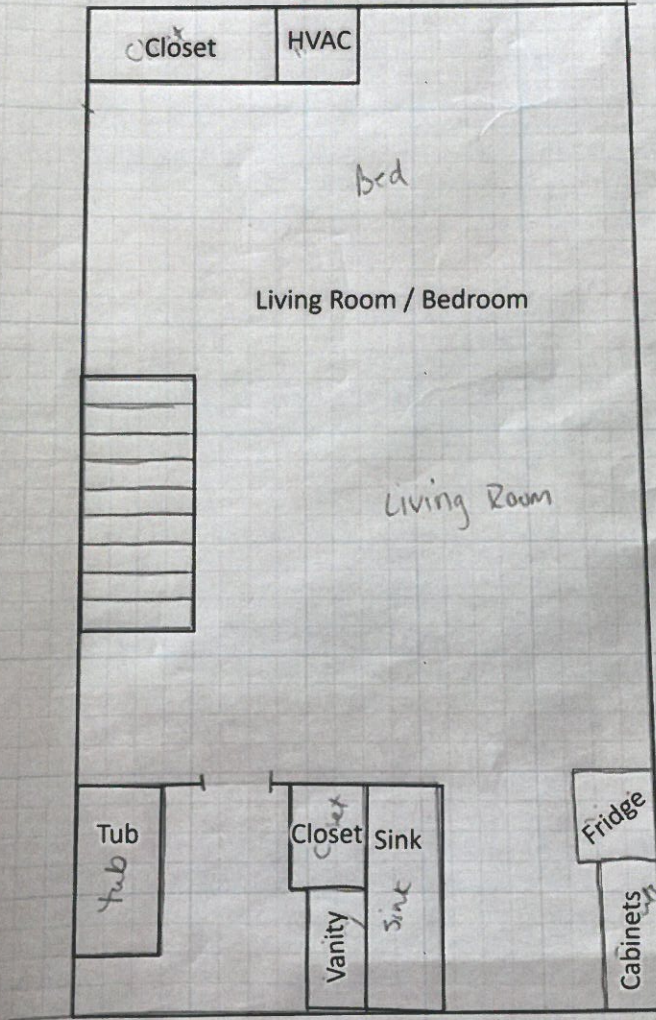 Closet
HVAC
Bed
Living Room / Bedroom
Living Room
Tub
Tub
Closet
Sink
Sink
Vanity
Fridge
Cabinets